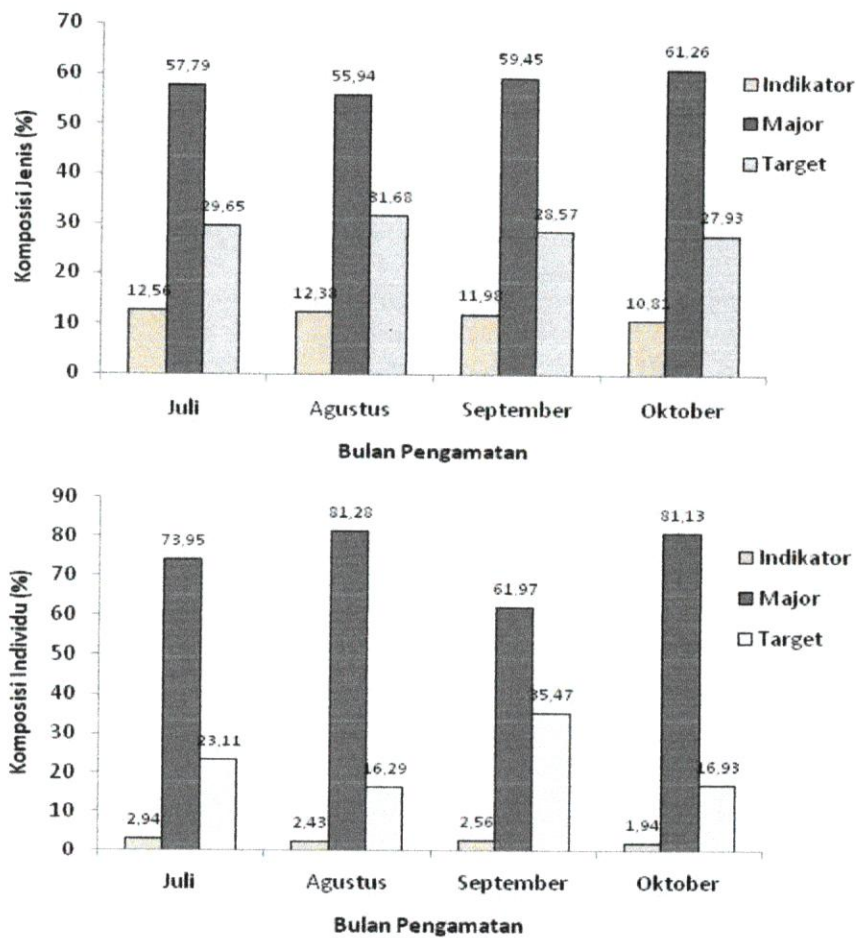 70
60
50
40
30
20
10
0
Komposisi Jenis (%)
12,56
57,79
29,65
12,38
55,94
31,68
11,98
59,45
28,57
10,81
61,26
27,93
Indikator
Major
Target
Juli
Agustus
September
Oktober
Bulan Pengamatan
90
80
70
60
50
40
30
20
10
0
Komposisi Individu (%)
2,94
73,95
23,11
2,43
81,28
16,29
2,56
61,97
35,47
1,94
81,13
16,93
Indikator
Major
Target
Juli
Agustus
September
Oktober
Bulan Pengamatan